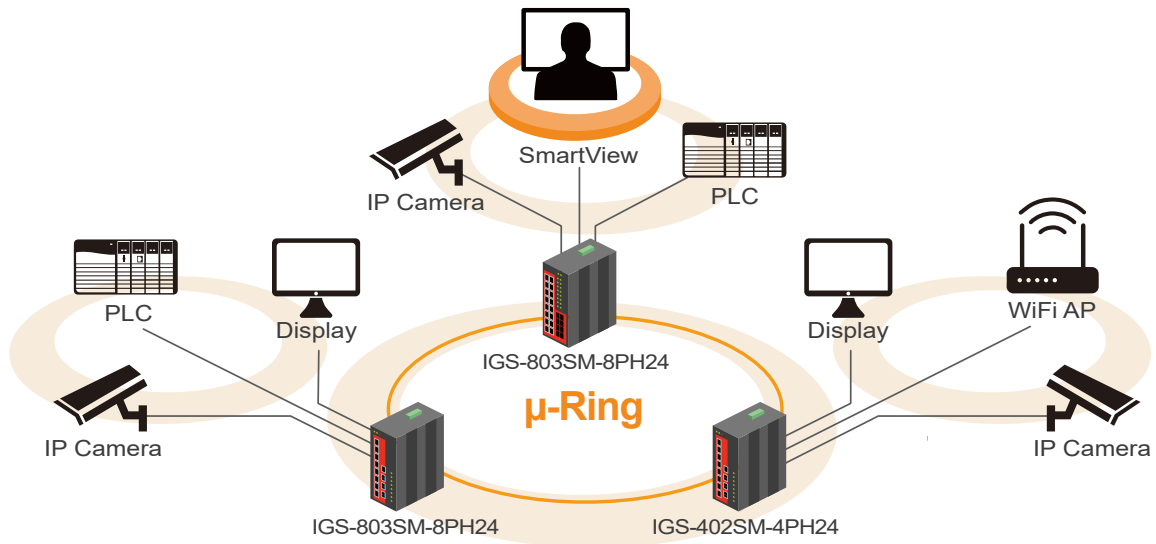 SmartView
IP Camera
PLC
PLC
Display
Display
WiFi AP
IGS-803SM-8PH24
µ-Ring
IP Camera
IP Camera
IGS-803SM-8PH24
IGS-402SM-4PH24